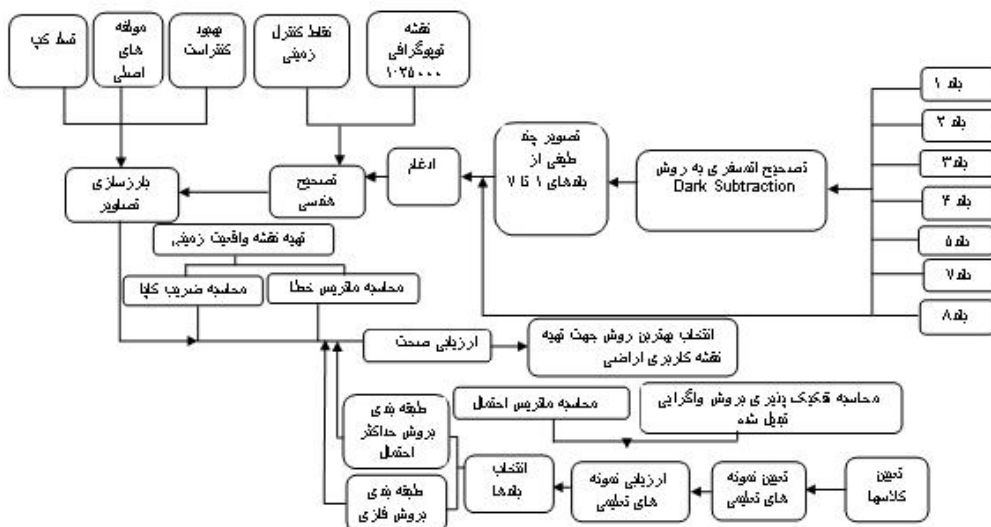 تسلد کپ
مولفه
های
اصلی
بهبود
کنتراست
نقاط کنترل
زمینی
نقشه
توپوگرافی
۱:۲۵۰۰۰
باند ۱
باند ۲
باند ۳
باند ۴
باند ۵
باند ۷
باند ۸
تصحیح اتمسفری به روش
Dark Subtraction
تصویر چند
طیفی از
باندهای ۱ تا ۷
ادغام
تصحیح
هندسی
بارزسازی
تصاویر
تهیه نقشه واقعیت زمینی
محاسبه ضریب کاپا
محاسبه ماتریس خطا
ارزیابی صحت
انتخاب بهترین روش جهت تهیه
نقشه کاربری اراضی
محاسبه تفکیک پذیری بروش واگرایی
تبدیل شده
محاسبه ماتریس احتمال
طبقه بندی
بروش حداکثر
احتمال
طبقه بندی
بروش فازی
انتخاب
باندها
ارزیابی نمونه
های تعلیمی
تعیین نمونه
های تعلیمی
تعیین
کلاسها